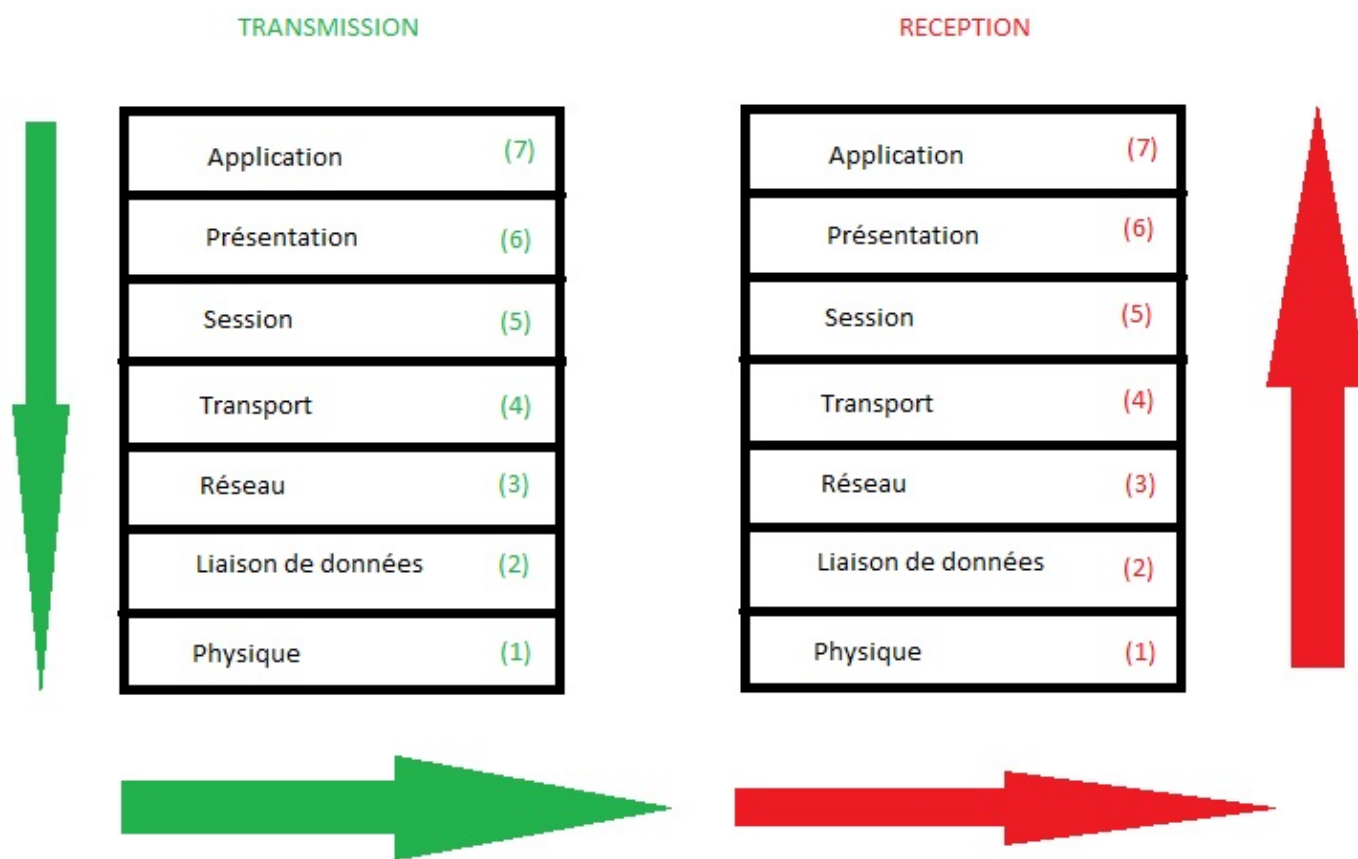 TRANSMISSION
Application (7)
Présentation (6)
Session (5)
Transport (4)
Réseau (3)
Liaison de données (2)
Physique (1)
RECEPTION
Application (7)
Présentation (6)
Session (5)
Transport (4)
Réseau (3)
Liaison de données (2)
Physique (1)